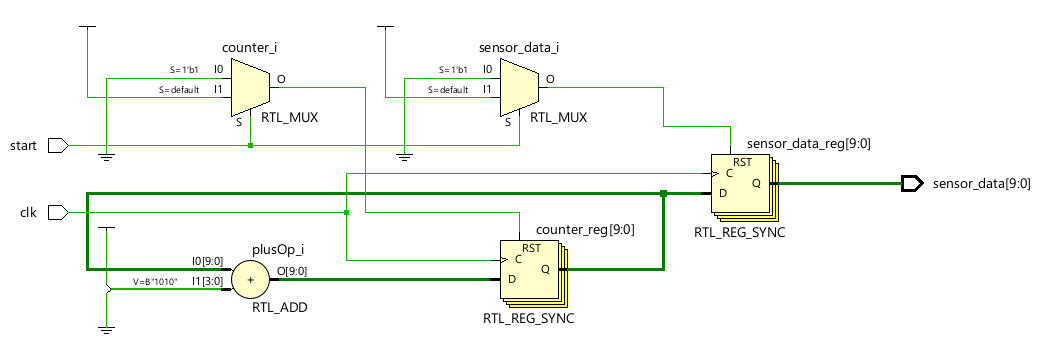 counter_i
sensor_data_i
S=1'b1 I0
S=default I1
O
S
RTL_MUX
S=1'b1 I0
S=default I1
O
S
RTL_MUX
start
sensor_data_reg[9:0]
RST
C
D
Q
RTL_REG_SYNC
sensor_data[9:0]
clk
counter_reg[9:0]
RST
C
D
Q
RTL_REG_SYNC
plusOp_i
I0[9:0]
V=B"1010" I1[3:0]
+
O[9:0]
RTL_ADD